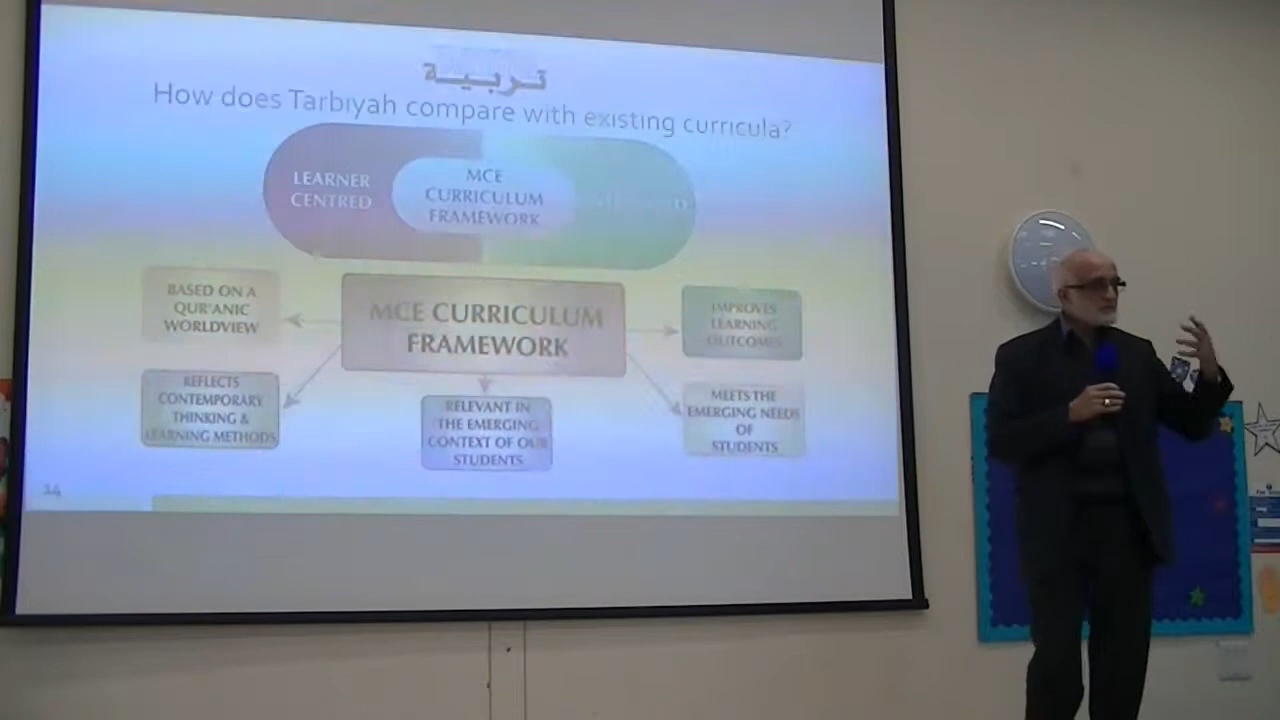 تربية
How does Tarbiyah compare with existing curricula?
LEARNER
CENTRED
MCE
CURRICULUM
FRAMEWORK
MCE CURRICULUM
FRAMEWORK
BASED ON A
QUR'ANIC
WORLDVIEW
IMPROVES
LEARNING
OUTCOMES
REFLECTS
CONTEMPORARY
THINKING &
LEARNING METHODS
RELEVANT IN
THE EMERGING
CONTEXT OF OUR
STUDENTS
MEETS THE
EMERGING NEEDS
OF
STUDENTS
34